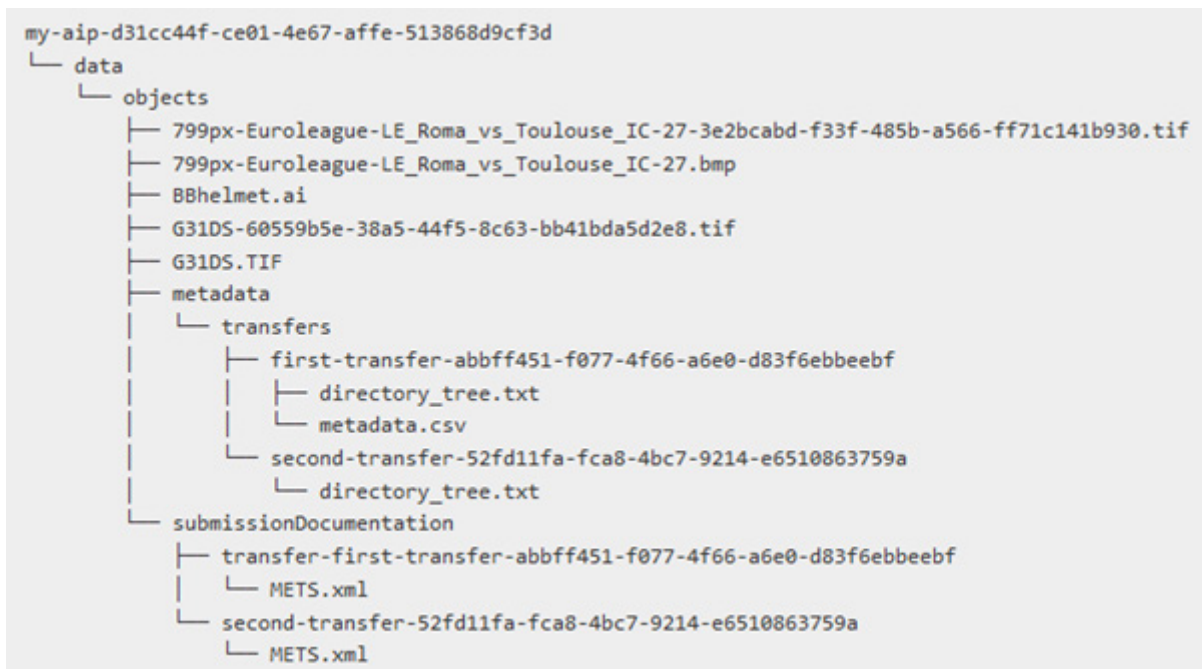 my-aip-d31cc44f-ce01-4e67-affe-513868d9cf3d
└── data
    └── objects
        ├── 799px-Euroleague-LE_Roma_vs_Toulouse_IC-27-3e2bcabd-f33f-485b-a566-ff71c141b930.tif
        ├── 799px-Euroleague-LE_Roma_vs_Toulouse_IC-27.bmp
        ├── BBhelmet.ai
        ├── G31DS-60559b5e-38a5-44f5-8c63-bb41bda5d2e8.tif
        ├── G31DS.TIF
        ├── metadata
        │   └── transfers
        │       ├── first-transfer-abbff451-f077-4f66-a6e0-d83f6ebbeebf
        │       │   ├── directory_tree.txt
        │       │   └── metadata.csv
        │       └── second-transfer-52fd11fa-fca8-4bc7-9214-e6510863759a
        │           └── directory_tree.txt
        └── submissionDocumentation
            ├── transfer-first-transfer-abbff451-f077-4f66-a6e0-d83f6ebbeebf
            │   └── METS.xml
            └── second-transfer-52fd11fa-fca8-4bc7-9214-e6510863759a
                └── METS.xml